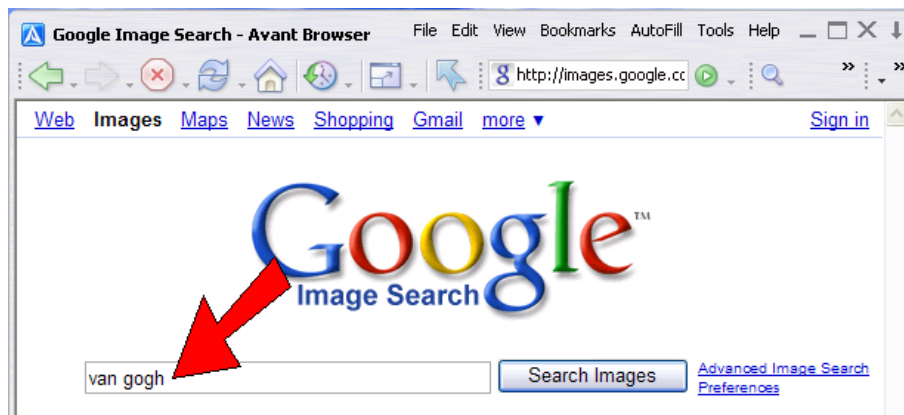 Google Image Search - Avant Browser File Edit View Bookmarks AutoFill Tools Help
http://images.google.cc
Web Images Maps News Shopping Gmail more ▼ Sign in
Google™
Image Search
van gogh Search Images Advanced Image Search
Preferences